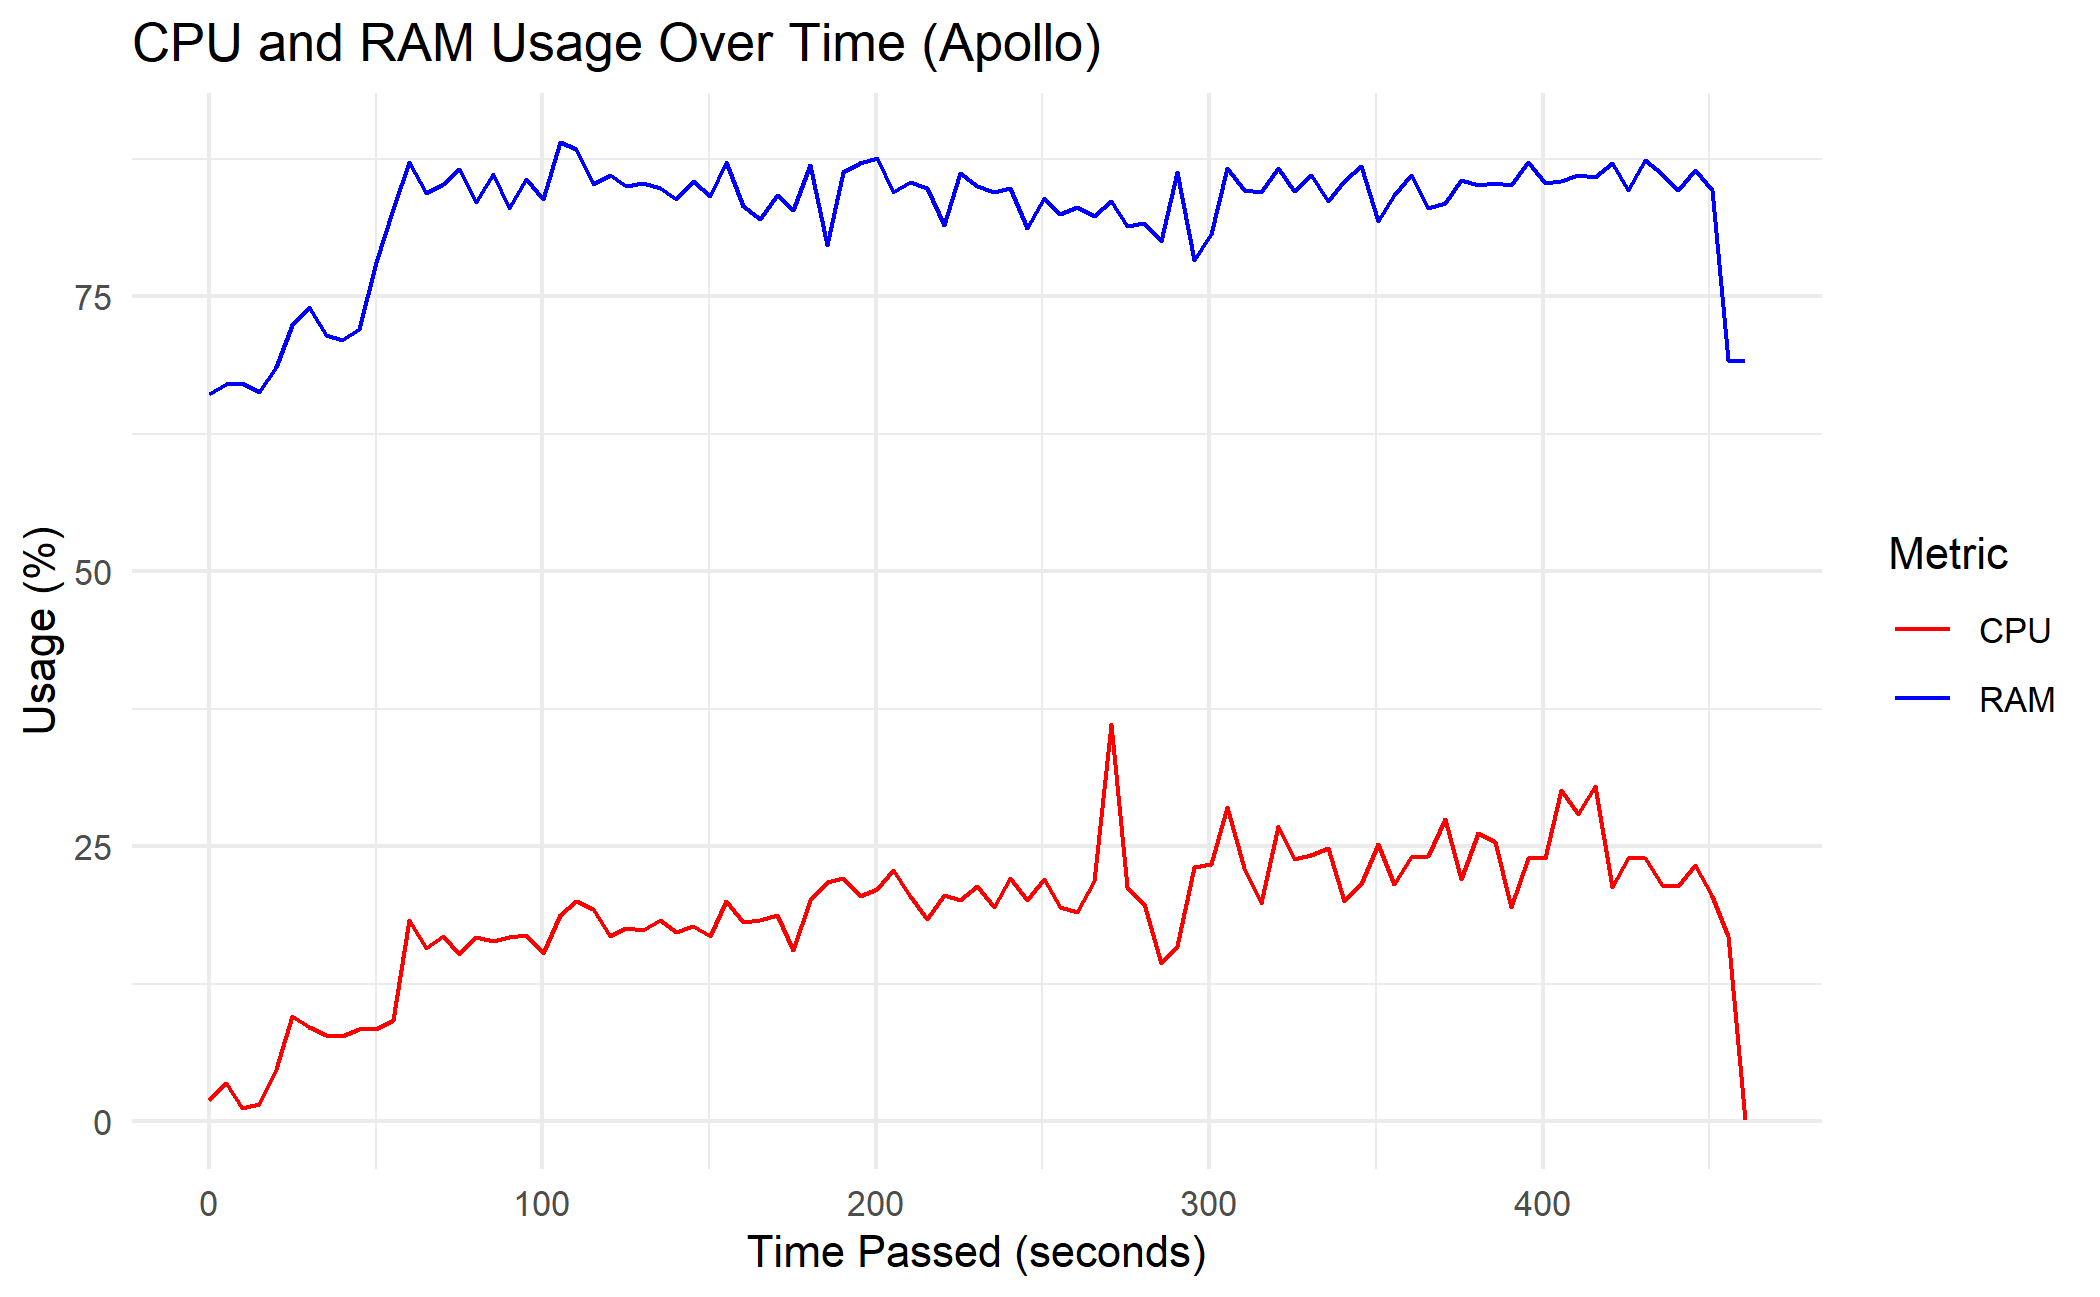 CPU and RAM Usage Over Time (Apollo)
75
50
25
0
Usage (%)
0 100 200 300 400
Time Passed (seconds)
Metric
CPU
RAM